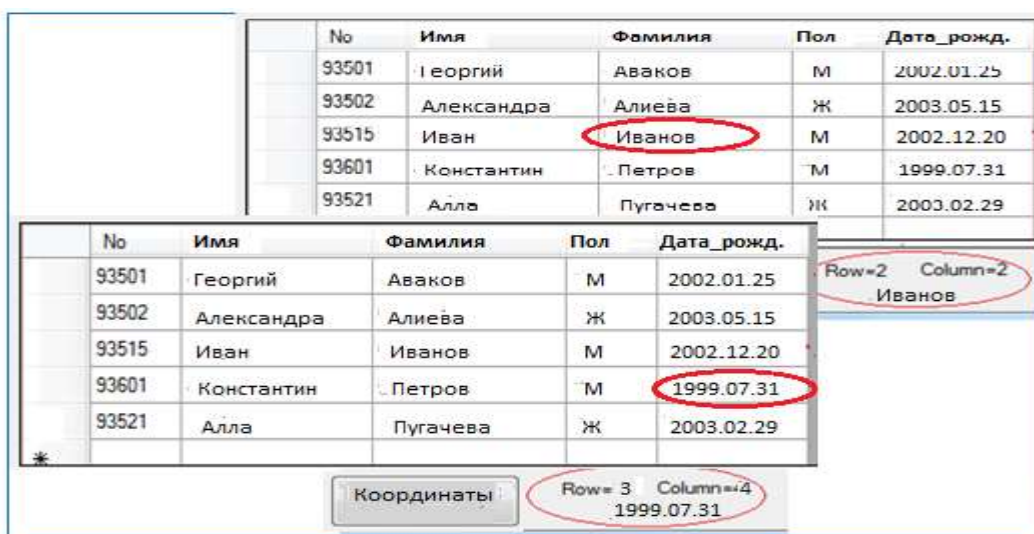 No Имя Фамилия Пол Дата_рожд.
93501 Георгий Аваков М 2002.01.25
93502 Александра Алиева Ж 2003.05.15
93515 Иван Иванов М 2002.12.20
93601 Константин Петров М 1999.07.31
93521 Алла Пугачева Ж 2003.02.29
Row=2 Column=2
Иванов
No Имя Фамилия Пол Дата_рожд.
93501 Георгий Аваков М 2002.01.25
93502 Александра Алиева Ж 2003.05.15
93515 Иван Иванов М 2002.12.20
93601 Константин Петров М 1999.07.31
93521 Алла Пугачева Ж 2003.02.29
*
Координаты Row= 3 Column=4
1999.07.31